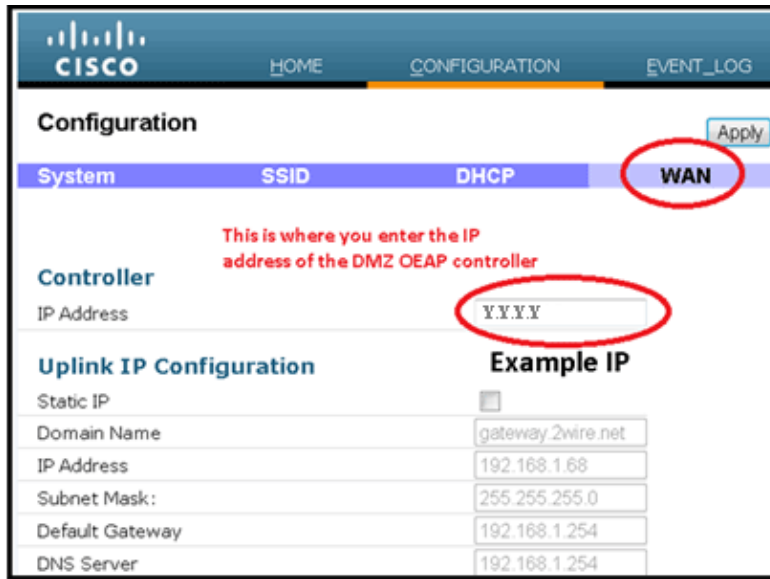 CISCO
HOME CONFIGURATION EVENT_LOG
Configuration
Apply
System SSID DHCP WAN
This is where you enter the IP
address of the DMZ OEAP controller
Controller
IP Address Y.Y.Y.Y
Uplink IP Configuration Example IP
Static IP
Domain Name gateway.2wire.net
IP Address 192.168.1.68
Subnet Mask: 255.255.255.0
Default Gateway 192.168.1.254
DNS Server 192.168.1.254